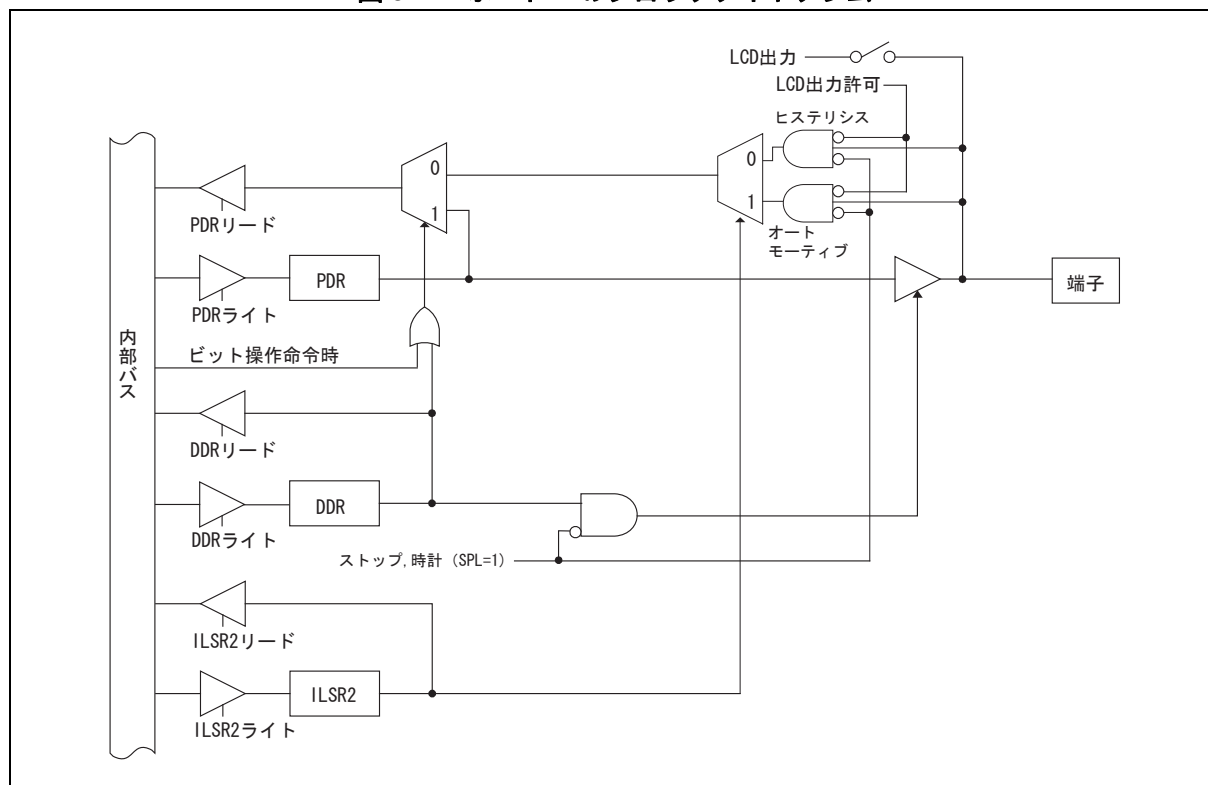 LCD出力
LCD出力許可
ヒステリシス
0
0
1
1
PDRリード
オート
モーティブ
PDR
端子
PDRライト
内部バス
ビット操作命令時
DDRリード
DDR
DDRライト
ストップ,時計 (SPL=1)
ILSR2リード
ILSR2
ILSR2ライト